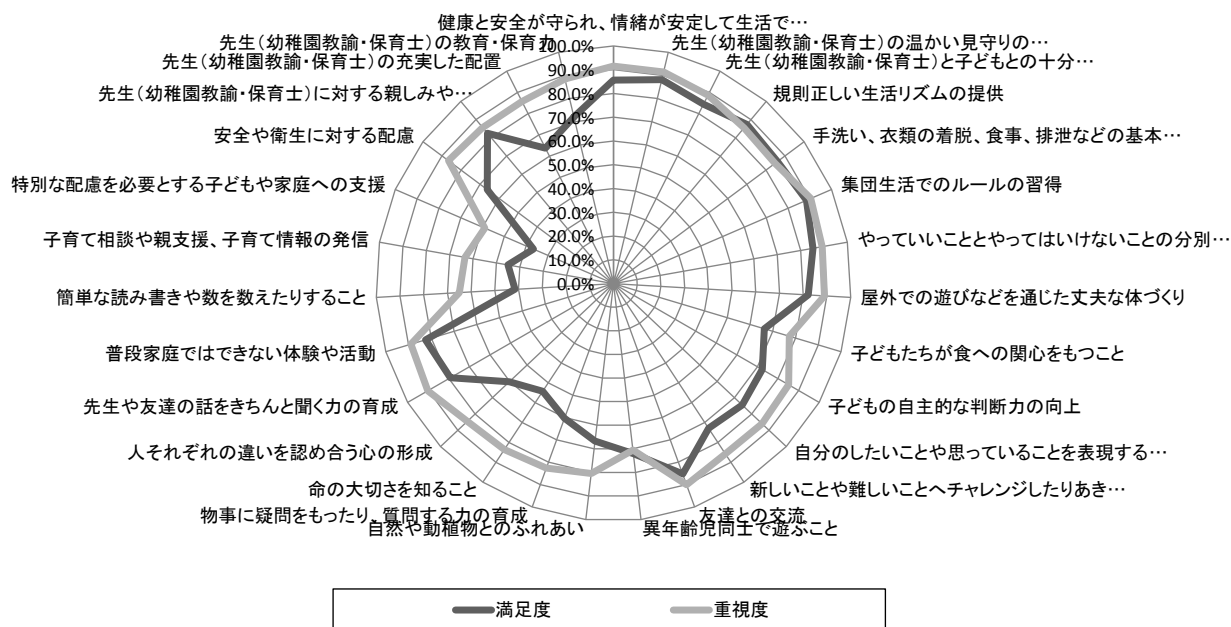 健康と安全が守られ、情緒が安定して生活で…
先生（幼稚園教諭・保育士）の温かい見守りの…
先生（幼稚園教諭・保育士）と子どもとの十分…
規則正しい生活リズムの提供
手洗い、衣類の着脱、食事、排泄などの基本…
集団生活でのルールの習得
やっていいこととやってはいけないことの分別…
屋外での遊びなどを通じた丈夫な体づくり
子どもたちが食への関心をもつこと
子どもの自主的な判断力の向上
自分のしたいことや思っていることを表現する…
新しいことや難しいことへチャレンジしたりあき…
友達との交流
異年齢児同士で遊ぶこと
自然や動植物とのふれあい
物事に疑問をもったり、質問する力の育成
命の大切さを知ること
人それぞれの違いを認め合う心の形成
先生や友達の話をきちんと聞く力の育成
普段家庭ではできない体験や活動
簡単な読み書きや数を数えたりすること
子育て相談や親支援、子育て情報の発信
特別な配慮を必要とする子どもや家庭への支援
安全や衛生に対する配慮
先生（幼稚園教諭・保育士）に対する親しみや…
先生（幼稚園教諭・保育士）の充実した配置
先生（幼稚園教諭・保育士）の教育・保育力
100.0%
90.0%
80.0%
70.0%
60.0%
50.0%
40.0%
30.0%
20.0%
10.0%
0.0%
満足度
重視度